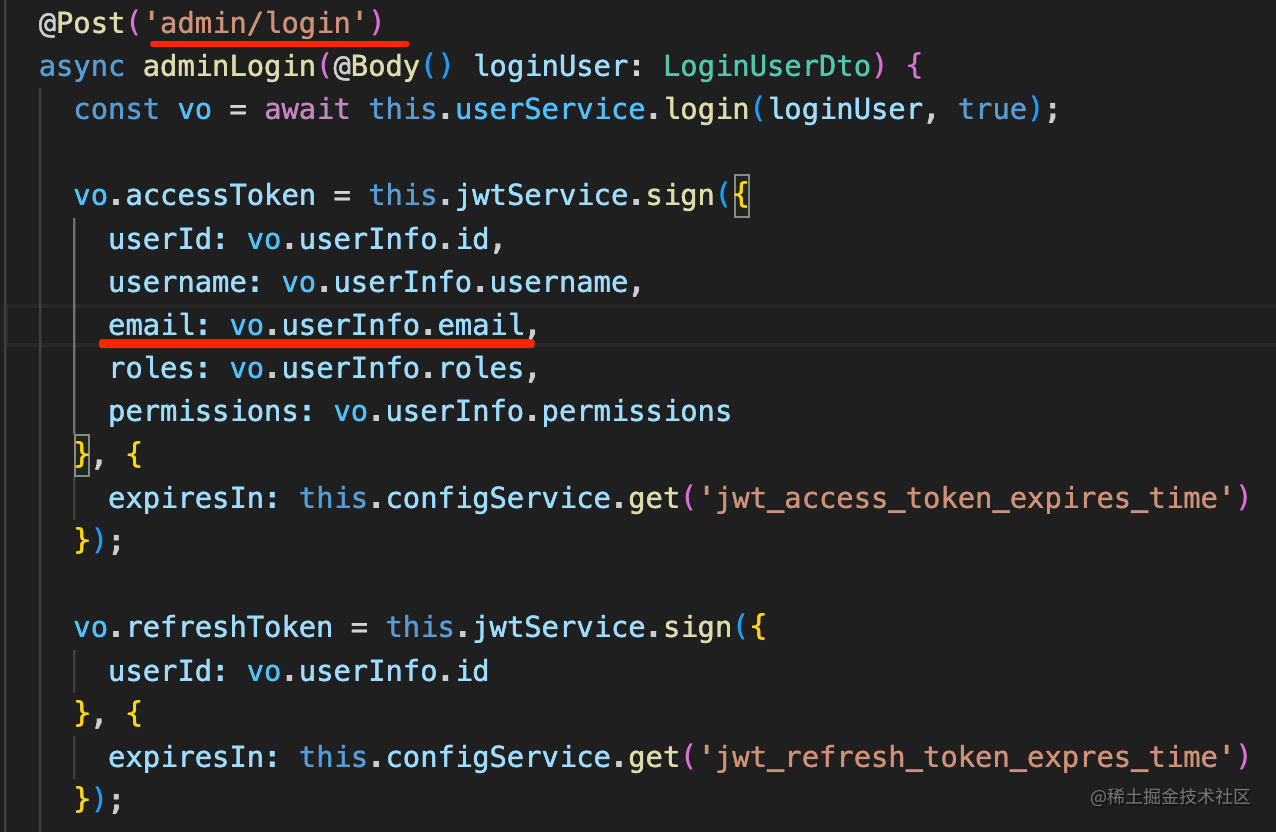 @Post('admin/login')
async adminLogin(@Body() loginUser: LoginUserDto) {
  const vo = await this.userService.login(loginUser, true);

  vo.accessToken = this.jwtService.sign({
    userId: vo.userInfo.id,
    username: vo.userInfo.username,
    email: vo.userInfo.email,
    roles: vo.userInfo.roles,
    permissions: vo.userInfo.permissions
  }, {
    expiresIn: this.configService.get('jwt_access_token_expires_time')
  });

  vo.refreshToken = this.jwtService.sign({
    userId: vo.userInfo.id
  }, {
    expiresIn: this.configService.get('jwt_refresh_token_expres_time')
  });
@稀土掘金技术社区